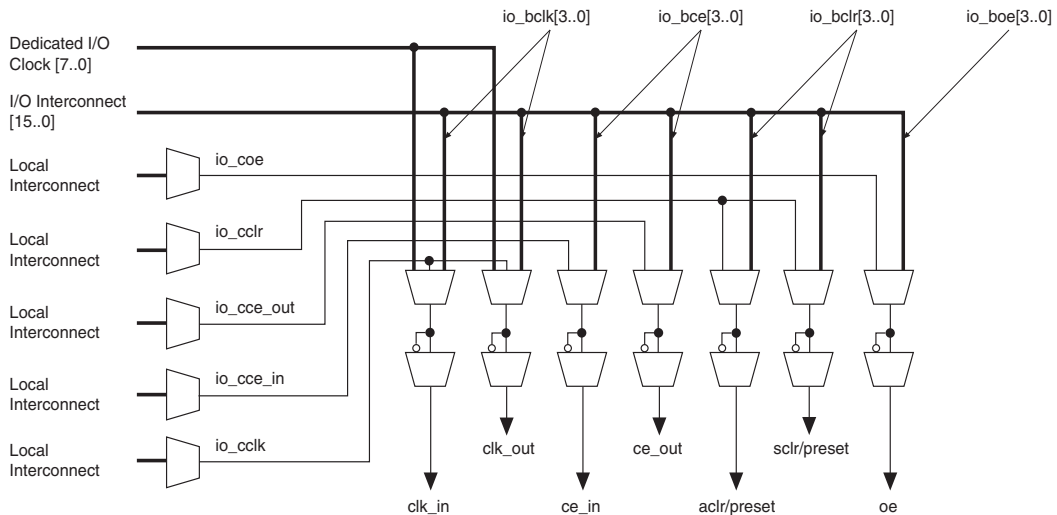 io_bclk[3..0]
io_bce[3..0]
io_bclr[3..0]
io_boe[3..0]
Dedicated I/O
Clock [7..0]
I/O Interconnect
[15..0]
Local
Interconnect
io_coe
Local
Interconnect
io_cclr
Local
Interconnect
io_cce_out
Local
Interconnect
io_cce_in
Local
Interconnect
io_cclk
clk_out
ce_out
sclr/preset
clk_in
ce_in
aclr/preset
oe